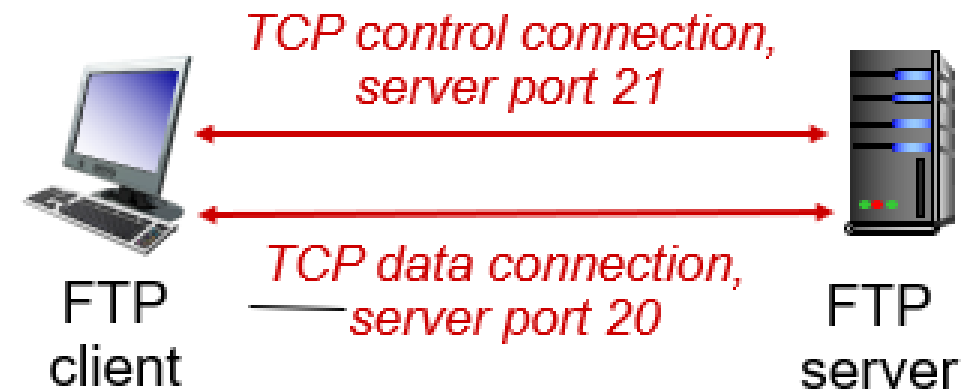 TCP control connection,
server port 21
TCP data connection,
server port 20
FTP
client
FTP
server